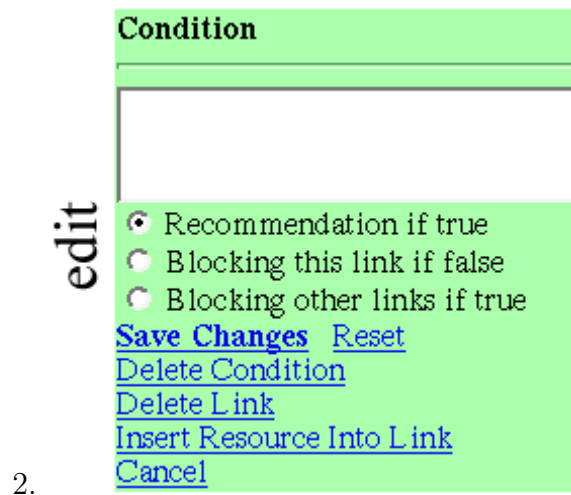 Condition
edit
Recommendation if true
Blocking this link if false
Blocking other links if true
Save Changes Reset
Delete Condition
Delete Link
Insert Resource Into Link
2. Cancel